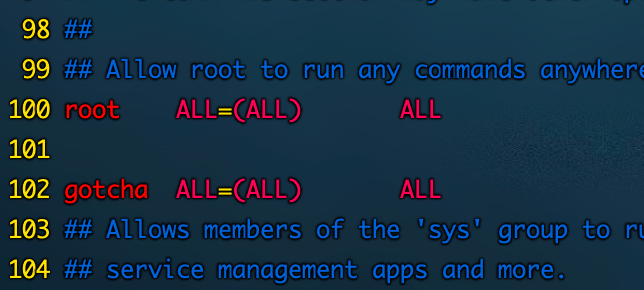 98 ##
99 ## Allow root to run any commands anywhere
100 root    ALL=(ALL)       ALL
101
102 gotcha  ALL=(ALL)       ALL
103 ## Allows members of the 'sys' group to ru
104 ## service management apps and more.